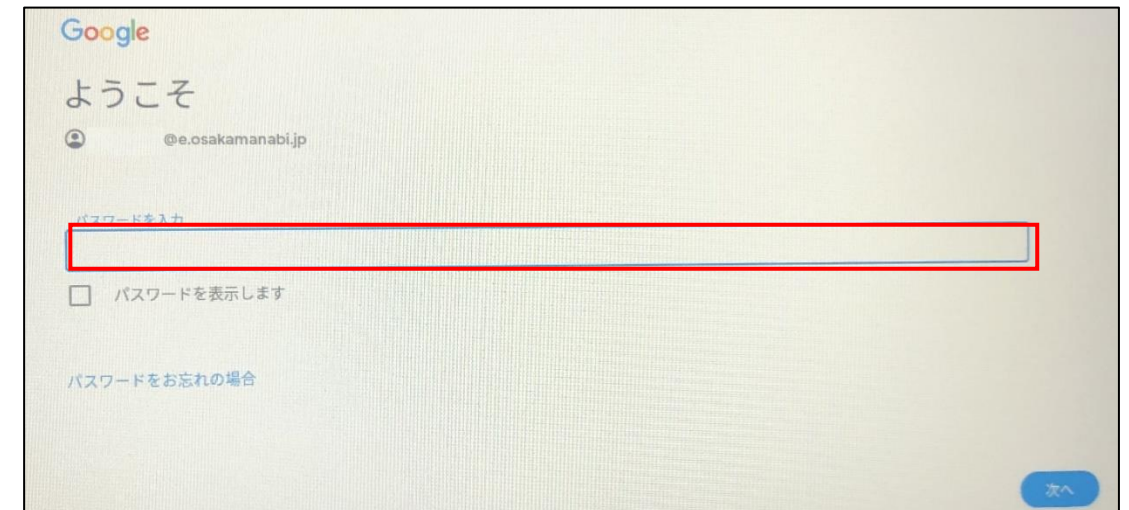 Google
ようこそ
@e.osakamanabi.jp
パスワードを入力
パスワードを表示します
パスワードをお忘れの場合
次へ